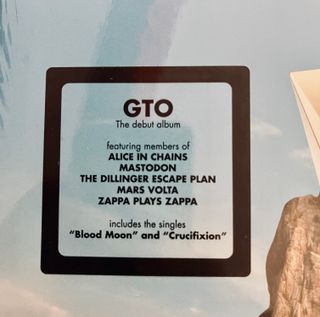 GTO
The debut album
featuring members of
ALICE IN CHAINS
MASTODON
THE DILLINGER ESCAPE PLAN
MARS VOLTA
ZAPPA PLAYS ZAPPA
includes the singles
“Blood Moon” and “Crucifixion”